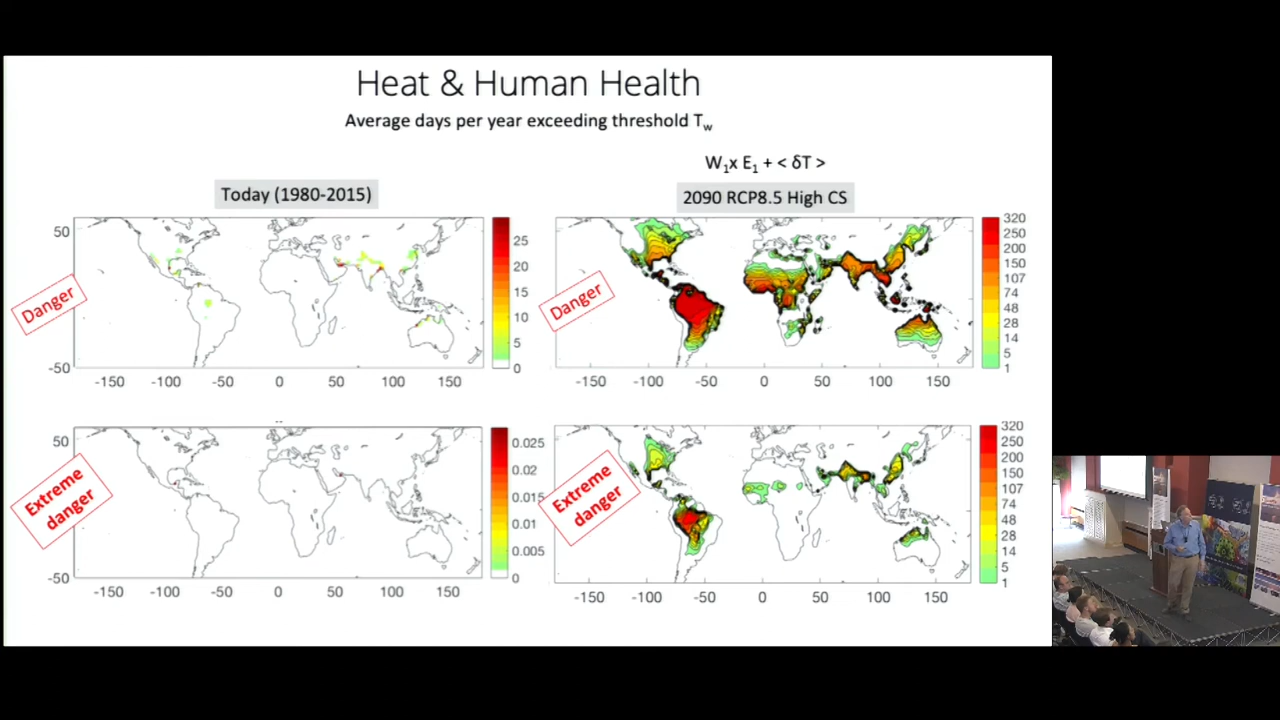 Heat & Human Health
Average days per year exceeding threshold Tw
W1x E1 + < δT >
Today (1980-2015)
2090 RCP8.5 High CS
Danger
50
-50
-150 -100 -50 0 50 100 150
25
20
15
10
5
0
Danger
-150 -100 -50 0 50 100 150
320
250
200
150
107
74
48
28
14
5
1
Extreme
danger
50
-50
-150 -100 -50 0 50 100 150
0.025
0.02
0.015
0.01
0.005
0
Extreme
danger
-150 -100 -50 0 50 100 150
320
250
200
150
107
74
48
28
14
5
1